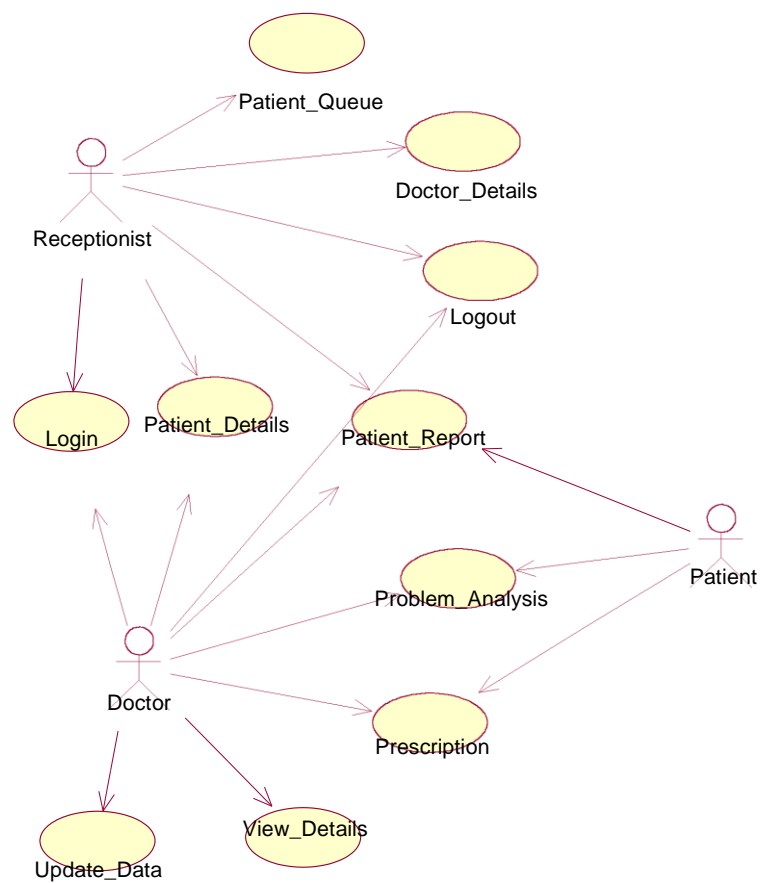 Patient_Queue
Doctor_Details
Receptionist
Logout
Patient_Details
Login
Patient_Report
Patient
Problem_Analysis
Doctor
Prescription
View_Details
Update_Data